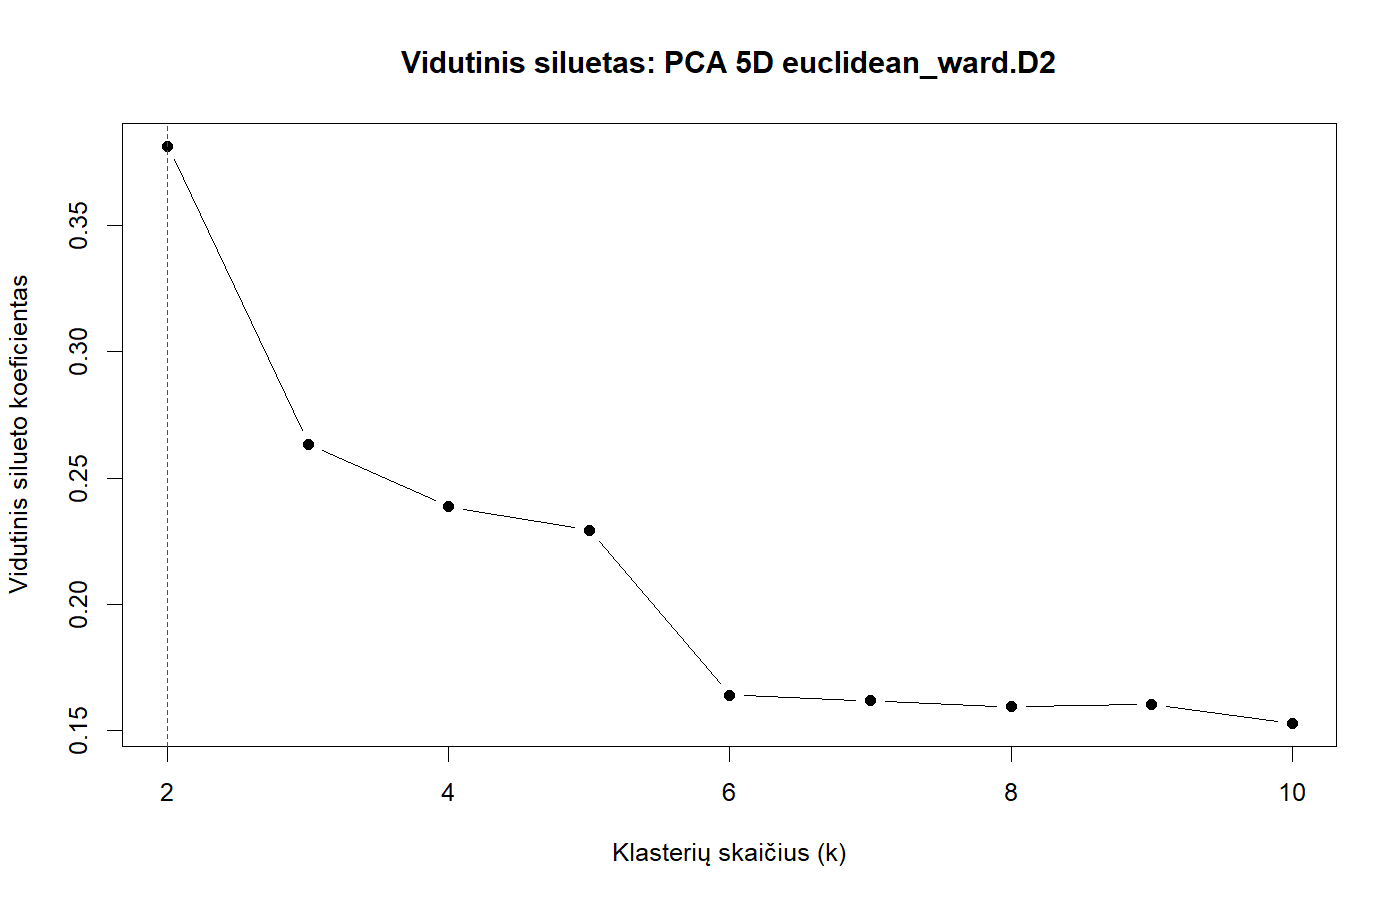 Vidutinis siluetas: PCA 5D euclidean_ward.D2
Vidutinis silueto koeficientas
0.35
0.30
0.25
0.20
0.15
2 4 6 8 10
Klasterių skaičius (k)